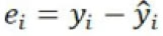 eᵢ = yᵢ − ŷᵢ